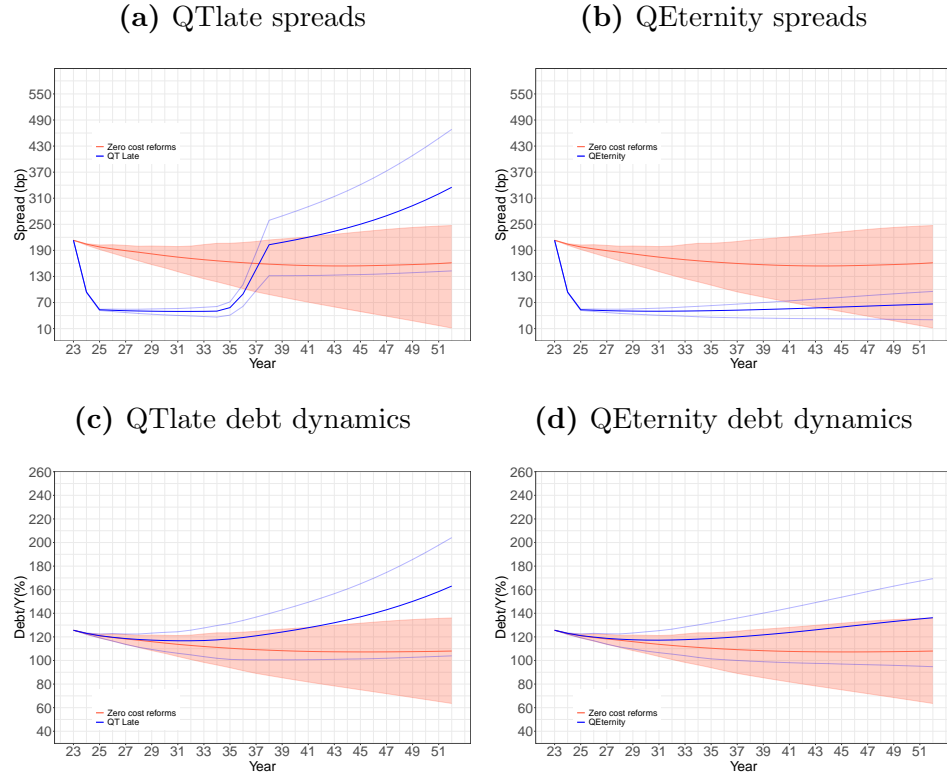 (a) QTlate spreads
(b) QEternity spreads
550
490
430
370
310
250
190
130
70
10
Spread (bp)
Zero cost reforms
QT Late
23 25 27 29 31 33 35 37 39 41 43 45 47 49 51
Year
550
490
430
370
310
250
190
130
70
10
Spread (bp)
Zero cost reforms
QEternity
23 25 27 29 31 33 35 37 39 41 43 45 47 49 51
Year
(c) QTlate debt dynamics
(d) QEternity debt dynamics
260
240
220
200
180
160
140
120
100
80
60
40
Debt/Y(%)
Zero cost reforms
QT Late
23 25 27 29 31 33 35 37 39 41 43 45 47 49 51
Year
260
240
220
200
180
160
140
120
100
80
60
40
Debt/Y(%)
Zero cost reforms
QEternity
23 25 27 29 31 33 35 37 39 41 43 45 47 49 51
Year